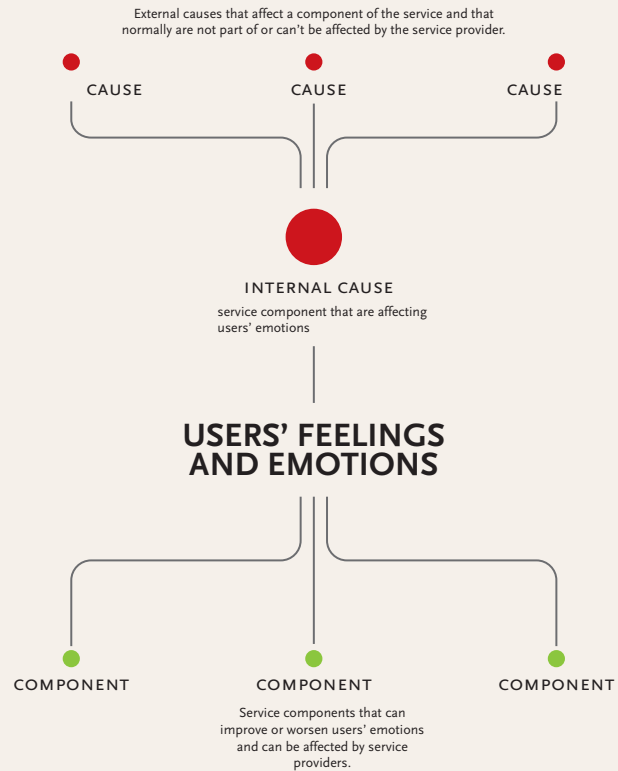 External causes that affect a component of the service and that
normally are not part of or can't be affected by the service provider.
CAUSE
CAUSE
CAUSE
INTERNAL CAUSE
service component that are affecting
users' emotions
USERS' FEELINGS
AND EMOTIONS
COMPONENT
COMPONENT
COMPONENT
Service components that can
improve or worsen users' emotions
and can be affected by service
providers.